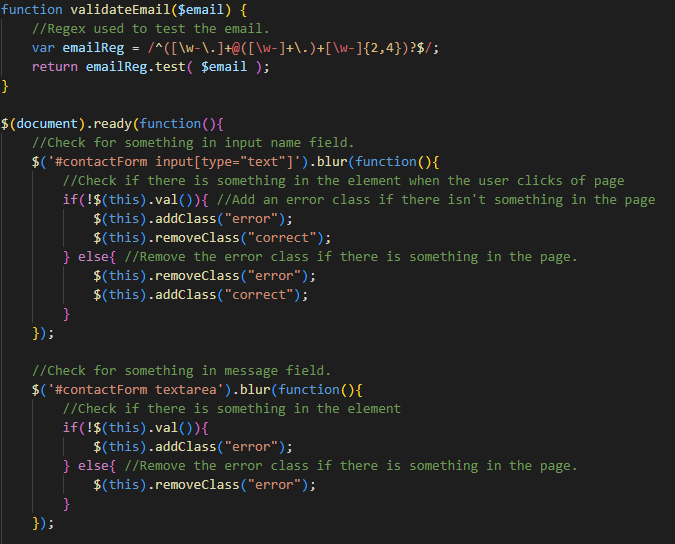 function validateEmail($email) {
    //Regex used to test the email.
    var emailReg = /^([\w-\.]+@([\w-]+\.)+[\w-]{2,4})?$/;
    return emailReg.test( $email );
}

$(document).ready(function(){
    //Check for something in input name field.
    $('#contactForm input[type="text"]').blur(function(){
        //Check if there is something in the element when the user clicks of page
        if(!$(this).val()){ //Add an error class if there isn't something in the page
            $(this).addClass("error");
            $(this).removeClass("correct");
        } else{ //Remove the error class if there is something in the page.
            $(this).removeClass("error");
            $(this).addClass("correct");
        }
    });

    //Check for something in message field.
    $('#contactForm textarea').blur(function(){
        //Check if there is something in the element
        if(!$(this).val()){
            $(this).addClass("error");
        } else{ //Remove the error class if there is something in the page.
            $(this).removeClass("error");
        }
    });